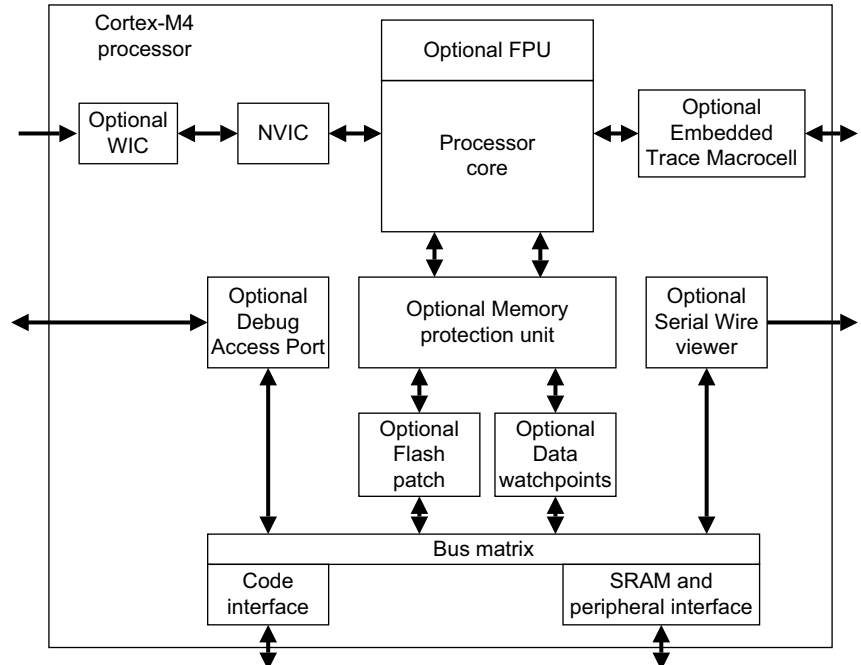 Cortex-M4
processor
Optional FPU
Optional
WIC
NVIC
Processor
core
Optional
Embedded
Trace Macrocell
Optional
Debug
Access Port
Optional Memory
protection unit
Optional
Serial Wire
viewer
Optional
Flash
patch
Optional
Data
watchpoints
Bus matrix
Code
interface
SRAM and
peripheral interface